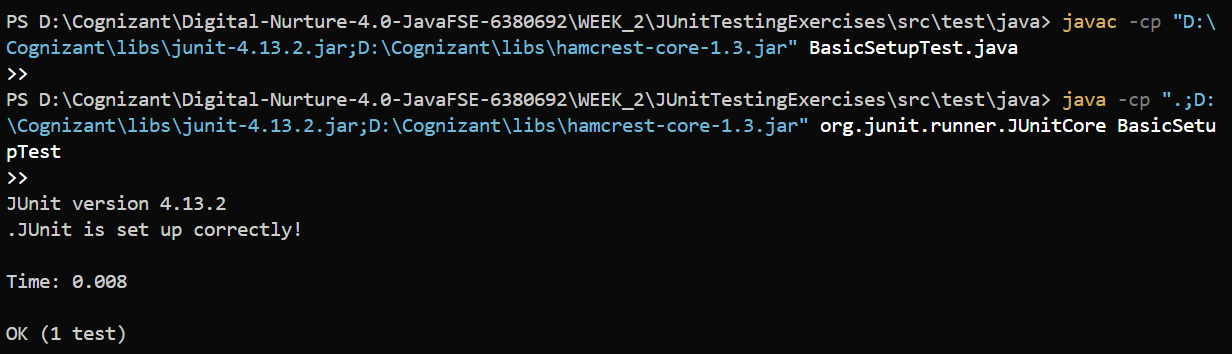 PS D:\Cognizant\Digital-Nurture-4.0-JavaFSE-6380692\WEEK_2\JUnitTestingExercises\src\test\java> javac -cp "D:\
Cognizant\libs\junit-4.13.2.jar;D:\Cognizant\libs\hamcrest-core-1.3.jar" BasicSetupTest.java
>>
PS D:\Cognizant\Digital-Nurture-4.0-JavaFSE-6380692\WEEK_2\JUnitTestingExercises\src\test\java> java -cp ".;D:
\Cognizant\libs\junit-4.13.2.jar;D:\Cognizant\libs\hamcrest-core-1.3.jar" org.junit.runner.JUnitCore BasicSetu
pTest
>>
JUnit version 4.13.2
.JUnit is set up correctly!
Time: 0.008
OK (1 test)